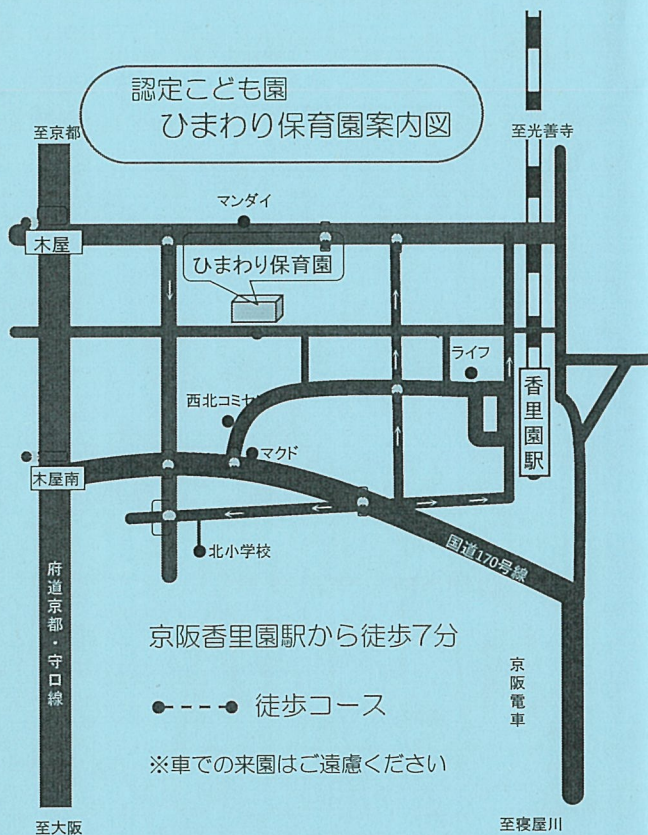 認定こども園
ひまわり保育園案内図
至京都
至光善寺
マンダイ
木屋
ひまわり保育園
ライフ
香里園駅
西北コミセ
マクド
木屋南
北小学校
国道170号線
府道京都・守口線
京阪香里園駅から徒歩7分
京阪電車
徒歩コース
※車での来園はご遠慮ください
至大阪
至寝屋川